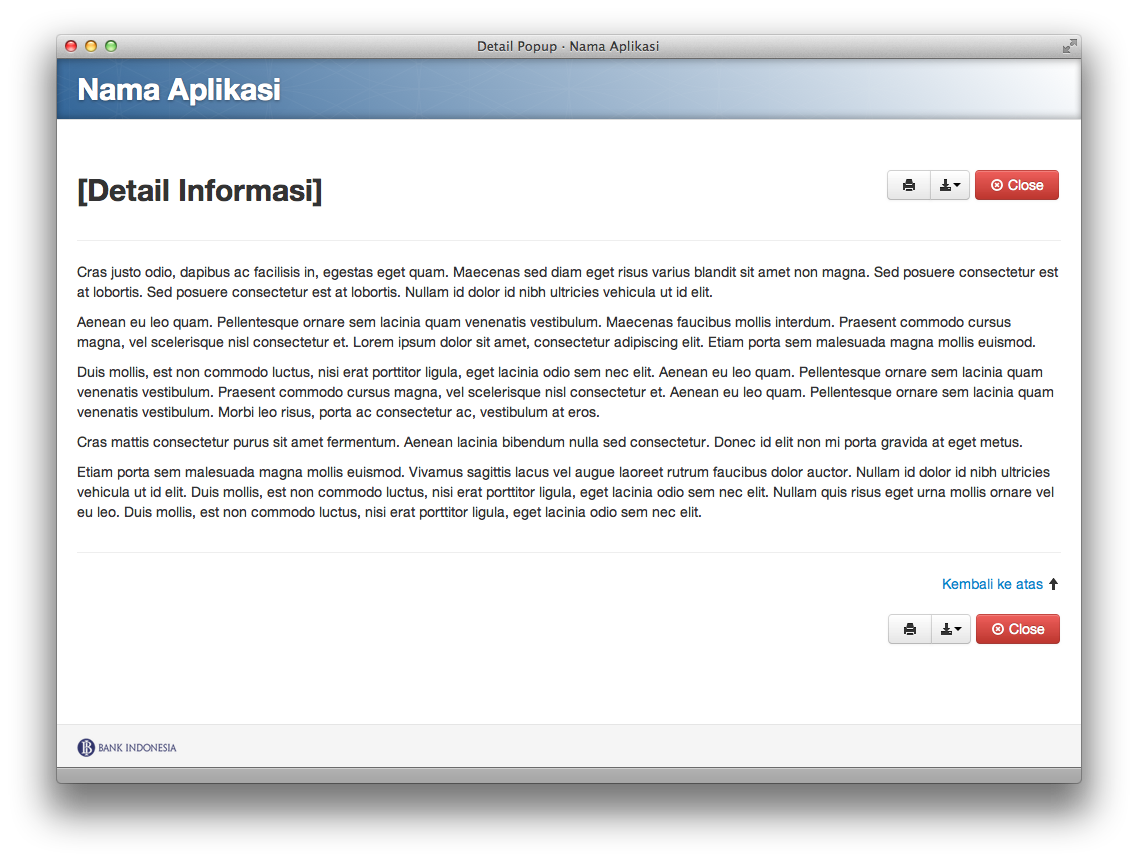 Detail Popup · Nama Aplikasi
Nama Aplikasi
[Detail Informasi]
Close
Cras justo odio, dapibus ac facilisis in, egestas eget quam. Maecenas sed diam eget risus varius blandit sit amet non magna. Sed posuere consectetur est
at lobortis. Sed posuere consectetur est at lobortis. Nullam id dolor id nibh ultricies vehicula ut id elit.
Aenean eu leo quam. Pellentesque ornare sem lacinia quam venenatis vestibulum. Maecenas faucibus mollis interdum. Praesent commodo cursus
magna, vel scelerisque nisl consectetur et. Lorem ipsum dolor sit amet, consectetur adipiscing elit. Etiam porta sem malesuada magna mollis euismod.
Duis mollis, est non commodo luctus, nisi erat porttitor ligula, eget lacinia odio sem nec elit. Aenean eu leo quam. Pellentesque ornare sem lacinia quam
venenatis vestibulum. Praesent commodo cursus magna, vel scelerisque nisl consectetur et. Aenean eu leo quam. Pellentesque ornare sem lacinia quam
venenatis vestibulum. Morbi leo risus, porta ac consectetur ac, vestibulum at eros.
Cras mattis consectetur purus sit amet fermentum. Aenean lacinia bibendum nulla sed consectetur. Donec id elit non mi porta gravida at eget metus.
Etiam porta sem malesuada magna mollis euismod. Vivamus sagittis lacus vel augue laoreet rutrum faucibus dolor auctor. Nullam id dolor id nibh ultricies
vehicula ut id elit. Duis mollis, est non commodo luctus, nisi erat porttitor ligula, eget lacinia odio sem nec elit. Nullam quis risus eget urna mollis ornare vel
eu leo. Duis mollis, est non commodo luctus, nisi erat porttitor ligula, eget lacinia odio sem nec elit.
Kembali ke atas
Close
BANK INDONESIA